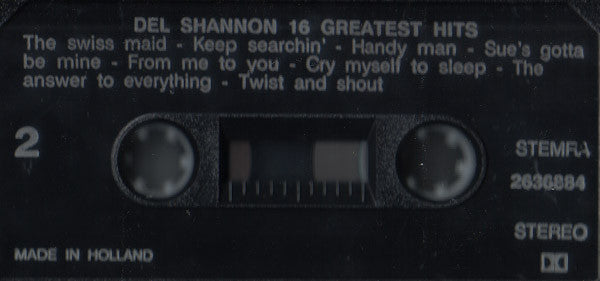 DEL SHANNON 16 GREATEST HITS
The swiss maid - Keep searchin' - Handy man - Sue's gotta
be mine - From me to you - Cry myself to sleep - The
answer to everything - Twist and shout
2
STEMRA
2630884
STEREO
MADE IN HOLLAND